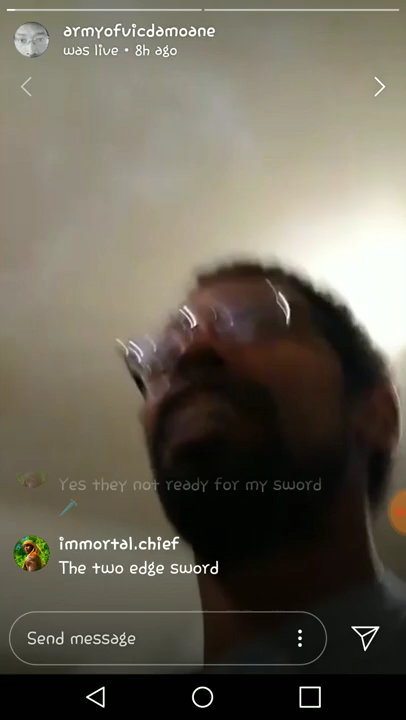 armyofvicdamoane
was live • 8h ago
Yes they not ready for my sword
immortal.chief
The two edge sword
Send message